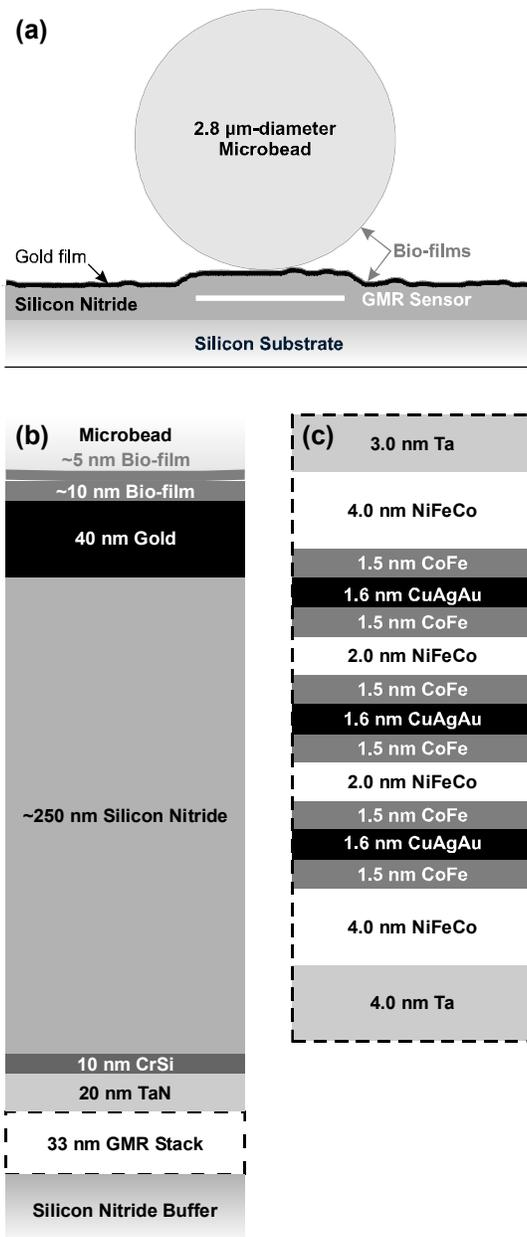 (a)
2.8 µm-diameter
Microbead
Bio-films
Gold film
Silicon Nitride
GMR Sensor
Silicon Substrate
(b)
Microbead
~5 nm Bio-film
~10 nm Bio-film
40 nm Gold
~250 nm Silicon Nitride
10 nm CrSi
20 nm TaN
33 nm GMR Stack
Silicon Nitride Buffer
(c)
3.0 nm Ta
4.0 nm NiFeCo
1.5 nm CoFe
1.6 nm CuAgAu
1.5 nm CoFe
2.0 nm NiFeCo
1.5 nm CoFe
1.6 nm CuAgAu
1.5 nm CoFe
2.0 nm NiFeCo
1.5 nm CoFe
1.6 nm CuAgAu
1.5 nm CoFe
4.0 nm NiFeCo
4.0 nm Ta